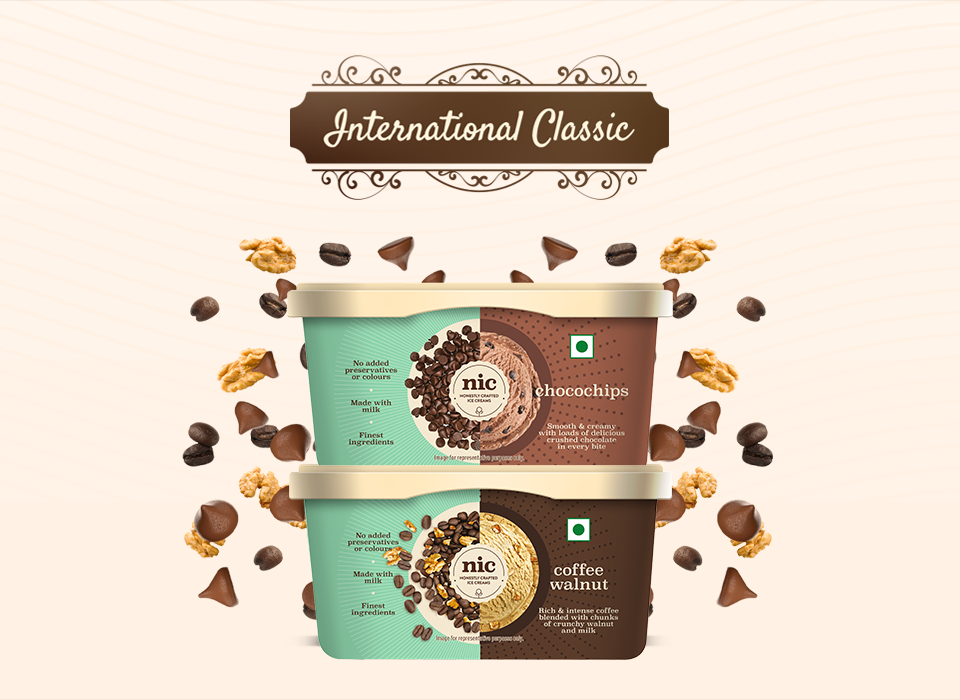 International Classic
No added
preservatives
or colours
Made with
milk
Finest
ingredients
nic
HONESTLY CRAFTED
ICE CREAMS
chocochips
Smooth & creamy
with loads of delicious
crushed chocolate
in every bite
Image for representative purposes only.
No added
preservatives
or colours
Made with
milk
Finest
ingredients
nic
HONESTLY CRAFTED
ICE CREAMS
coffee
walnut
Rich & intense coffee
blended with chunks
of crunchy walnut
and milk
Image for representative purposes only.